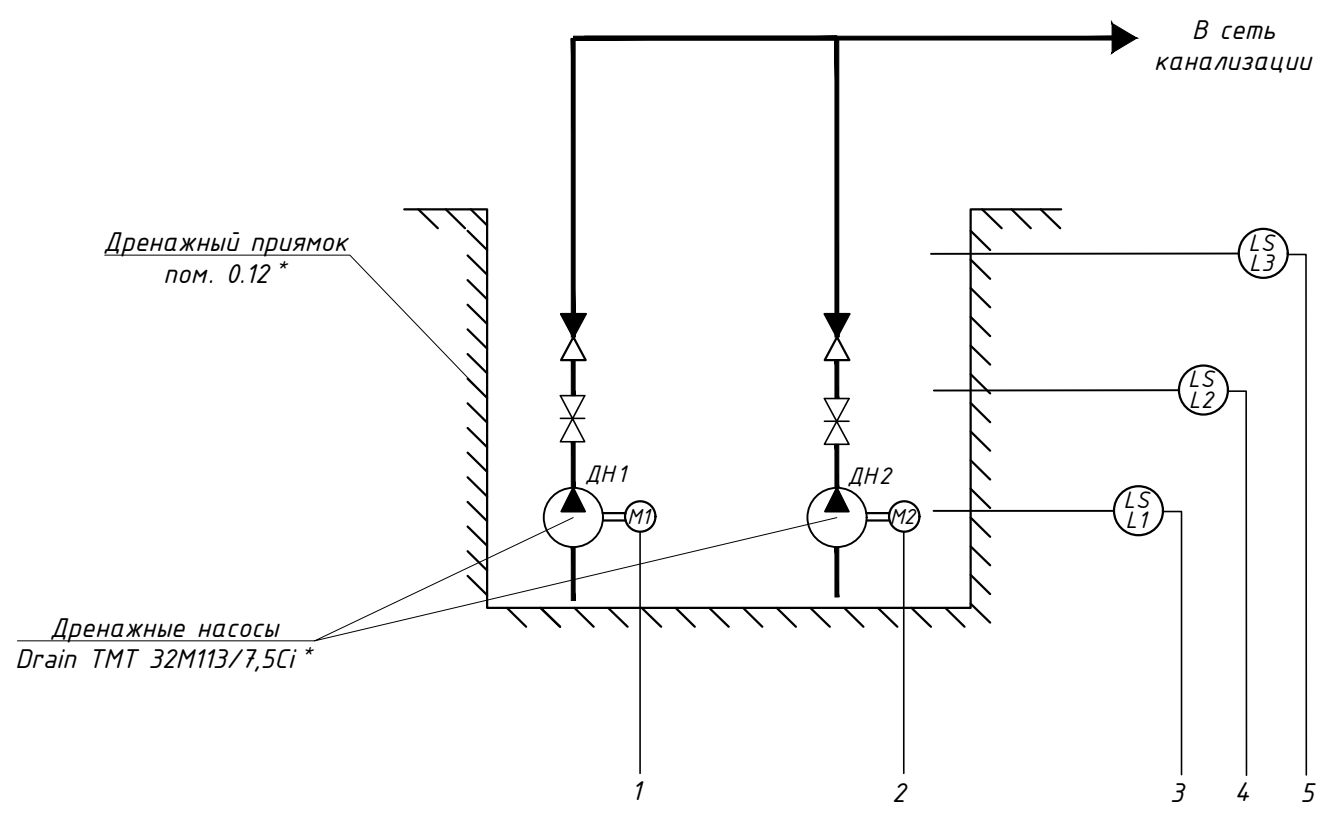 В сеть
канализации
Дренажный приямок
пом. 0.12 *
LS
L3
LS
L2
ДН1
ДН2
M1
M2
LS
L1
Дренажные насосы
Drain TMT 32M113/7,5Ci *
1
2
3
4
5